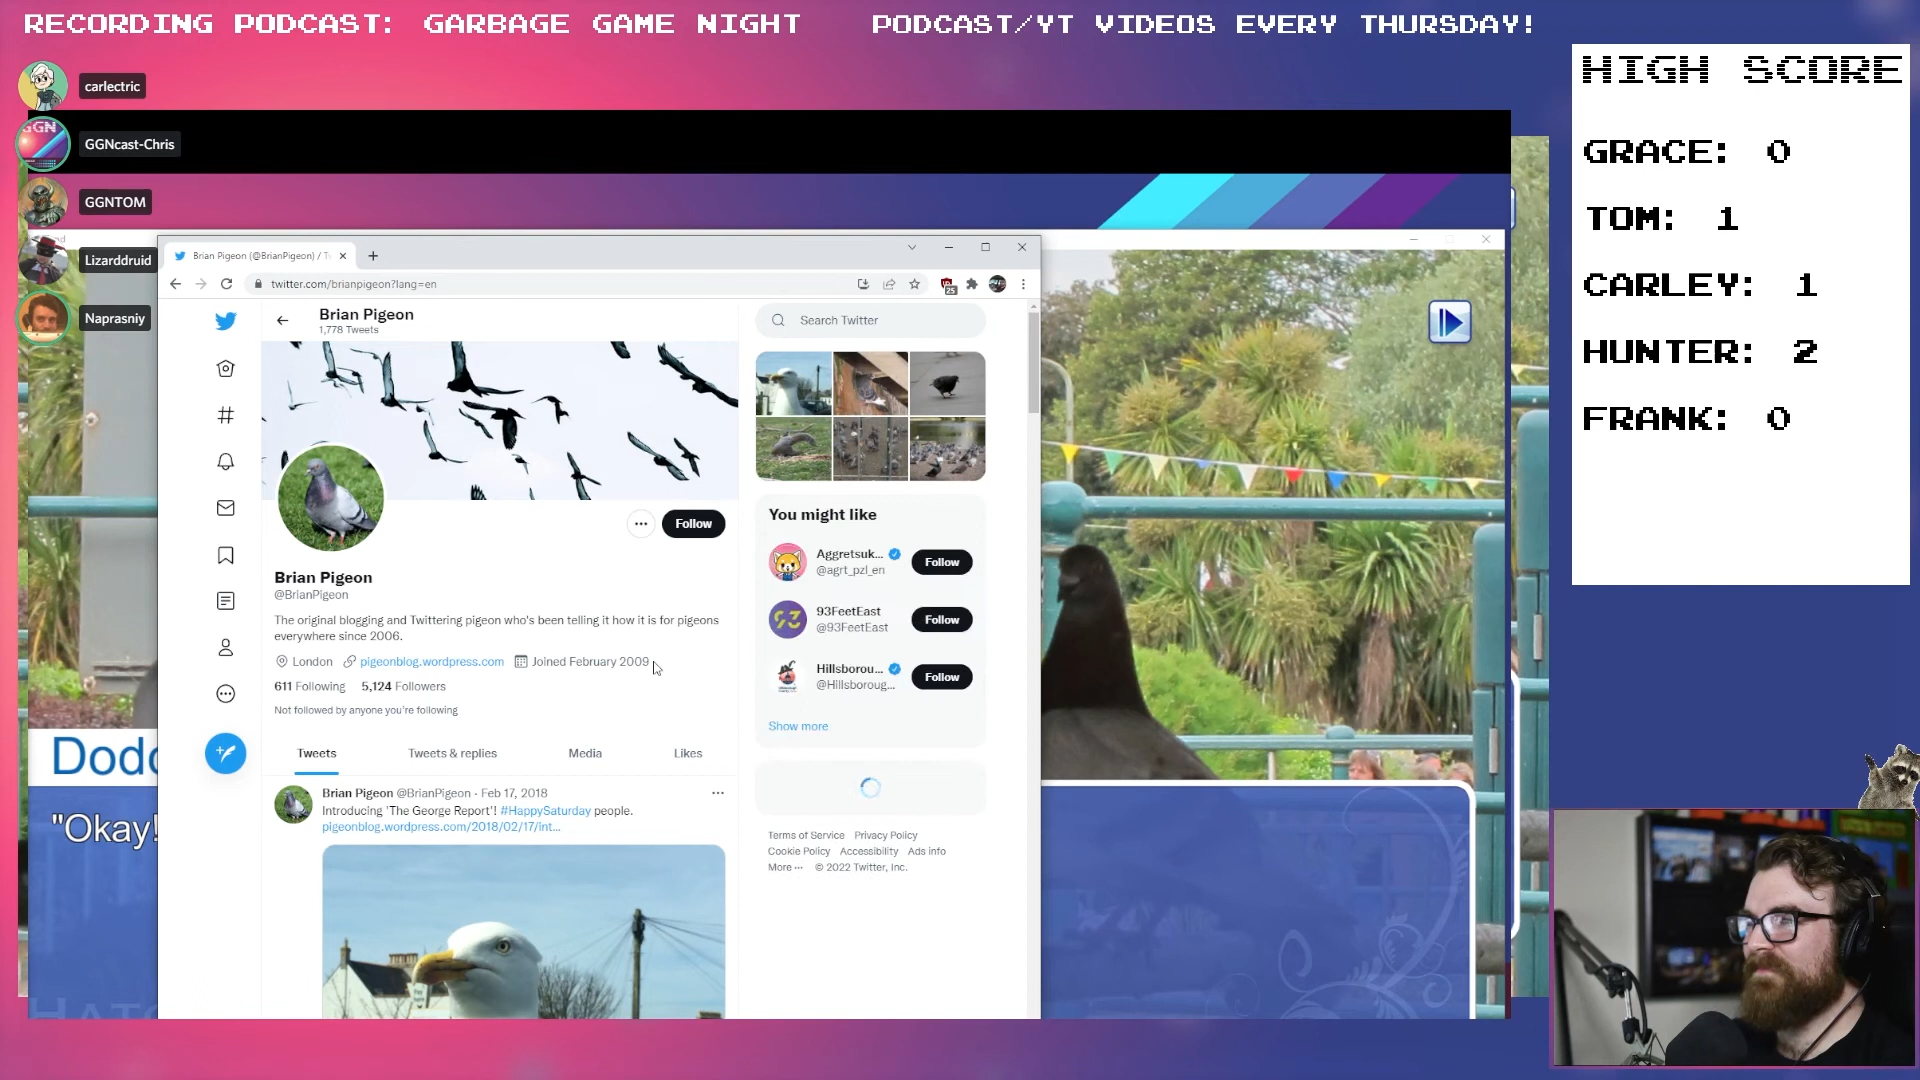 RECORDING PODCAST: GARBAGE GAME NIGHT PODCAST/YT VIDEOS EVERY THURSDAY!
carlectric
GGNcast-Chris
GGNTOM
Lizarddruid
Naprasniy
HIGH SCORE
GRACE: 0
TOM: 1
CARLEY: 1
HUNTER: 2
FRANK: 0
Brian Pigeon (@BrianPigeon) / T
twitter.com/brianpigeon?lang=en
25
Brian Pigeon
1,778 Tweets
Search Twitter
Follow
Brian Pigeon
@BrianPigeon
The original blogging and Twittering pigeon who's been telling it how it is for pigeons
everywhere since 2006.
London pigeonblog.wordpress.com Joined February 2009
611 Following 5,124 Followers
Not followed by anyone you're following
Tweets Tweets & replies Media Likes
Brian Pigeon @BrianPigeon · Feb 17, 2018
Introducing 'The George Report'! #HappySaturday people.
pigeonblog.wordpress.com/2018/02/17/int...
You might like
Aggretsuk...
@agrt_pzl_en
Follow
93FeetEast
@93FeetEast
Follow
Hillsborou...
@Hillsboroug...
Follow
Show more
Terms of Service Privacy Policy
Cookie Policy Accessibility Ads info
More ··· © 2022 Twitter, Inc.
"Okay!
GGN